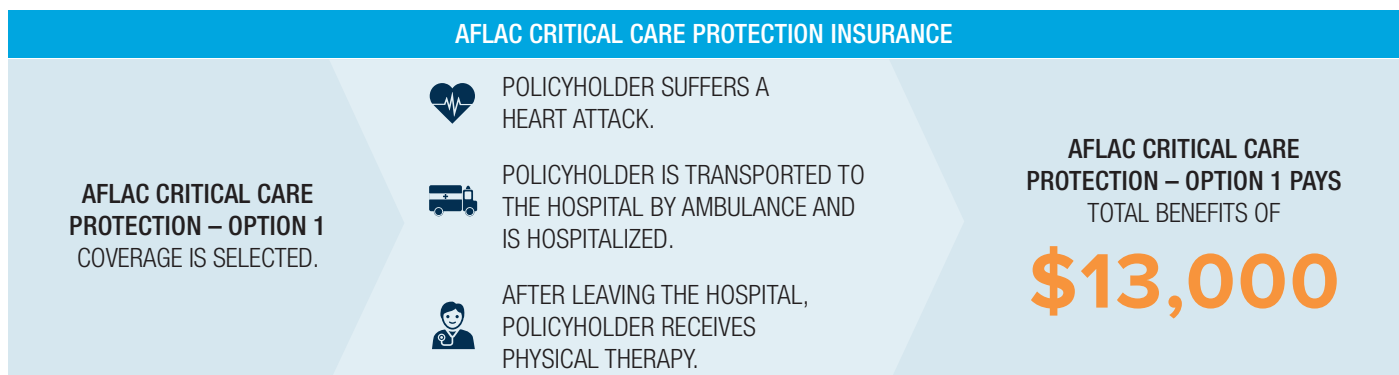 AFLAC CRITICAL CARE PROTECTION INSURANCE
AFLAC CRITICAL CARE
PROTECTION – OPTION 1
COVERAGE IS SELECTED.
POLICYHOLDER SUFFERS A
HEART ATTACK.
POLICYHOLDER IS TRANSPORTED TO
THE HOSPITAL BY AMBULANCE AND
IS HOSPITALIZED.
AFTER LEAVING THE HOSPITAL,
POLICYHOLDER RECEIVES
PHYSICAL THERAPY.
AFLAC CRITICAL CARE
PROTECTION – OPTION 1 PAYS
TOTAL BENEFITS OF
$13,000